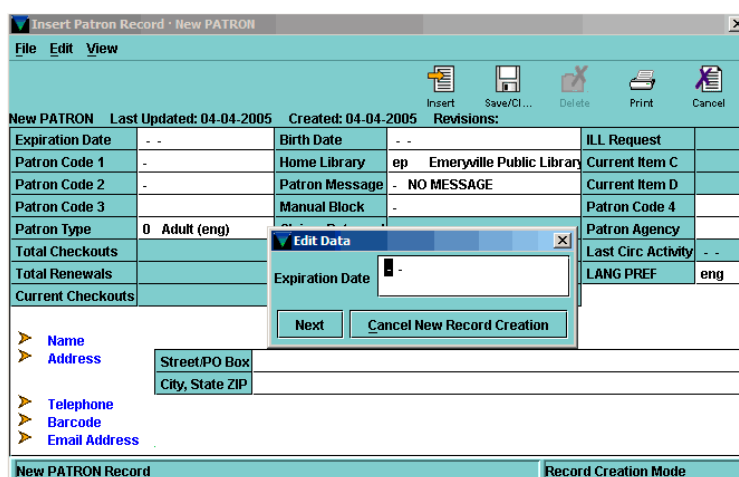 Insert Patron Record · New PATRON
File Edit View
Insert Save/Cl... Delete Print Cancel
New PATRON Last Updated: 04-04-2005 Created: 04-04-2005 Revisions:
Expiration Date - - Birth Date - - ILL Request
Patron Code 1 - Home Library ep Emeryville Public Library Current Item C
Patron Code 2 - Patron Message - NO MESSAGE Current Item D
Patron Code 3 Manual Block - Patron Code 4
Patron Type 0 Adult (eng) Patron Agency
Edit Data
Total Checkouts Last Circ Activity - -
Total Renewals Expiration Date - - LANG PREF eng
Current Checkouts
Next Cancel New Record Creation
Name
Address Street/PO Box
City, State ZIP
Telephone
Barcode
Email Address
New PATRON Record Record Creation Mode